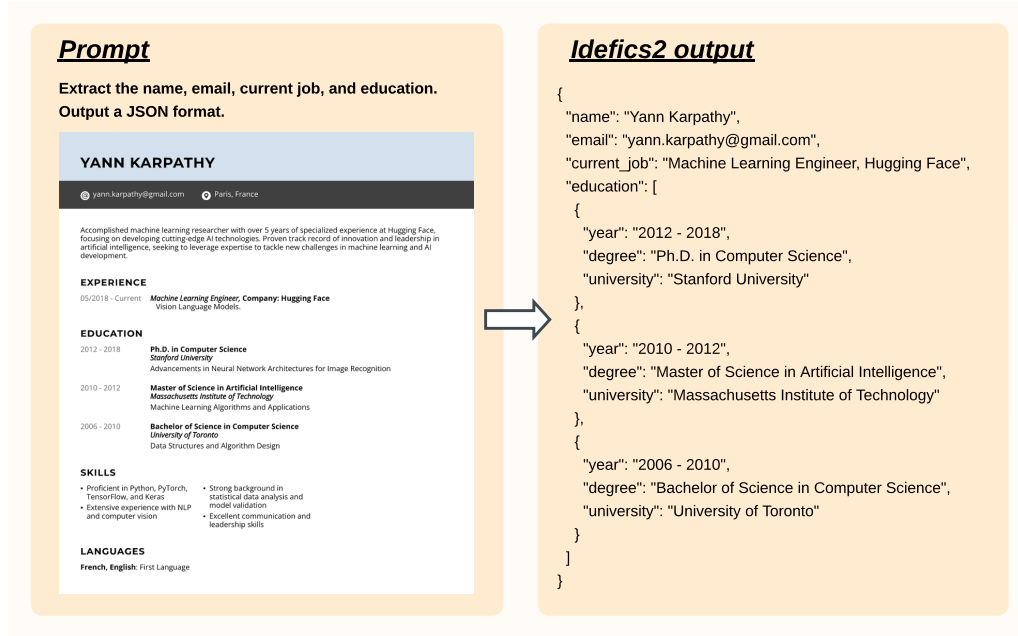 Prompt
Extract the name, email, current job, and education.
Output a JSON format.
YANN KARPATHY
yann.karpathy@gmail.com Paris, France
Accomplished machine learning researcher with over 5 years of specialized experience at Hugging Face,
focusing on developing cutting-edge AI technologies. Proven track record of innovation and leadership in
artificial intelligence, seeking to leverage expertise to tackle new challenges in machine learning and AI
development.
EXPERIENCE
05/2018 - Current Machine Learning Engineer, Company: Hugging Face
Vision Language Models.
EDUCATION
2012 - 2018 Ph.D. in Computer Science
Stanford University
Advancements in Neural Network Architectures for Image Recognition
2010 - 2012 Master of Science in Artificial Intelligence
Massachusetts Institute of Technology
Machine Learning Algorithms and Applications
2006 - 2010 Bachelor of Science in Computer Science
University of Toronto
Data Structures and Algorithm Design
SKILLS
• Proficient in Python, PyTorch,
TensorFlow, and Keras
• Extensive experience with NLP
and computer vision
• Strong background in
statistical data analysis and
model validation
• Excellent communication and
leadership skills
LANGUAGES
French, English: First Language
Idefics2 output
{
"name": "Yann Karpathy",
"email": "yann.karpathy@gmail.com",
"current_job": "Machine Learning Engineer, Hugging Face",
"education": [
{
"year": "2012 - 2018",
"degree": "Ph.D. in Computer Science",
"university": "Stanford University"
},
{
"year": "2010 - 2012",
"degree": "Master of Science in Artificial Intelligence",
"university": "Massachusetts Institute of Technology"
},
{
"year": "2006 - 2010",
"degree": "Bachelor of Science in Computer Science",
"university": "University of Toronto"
}
]
}